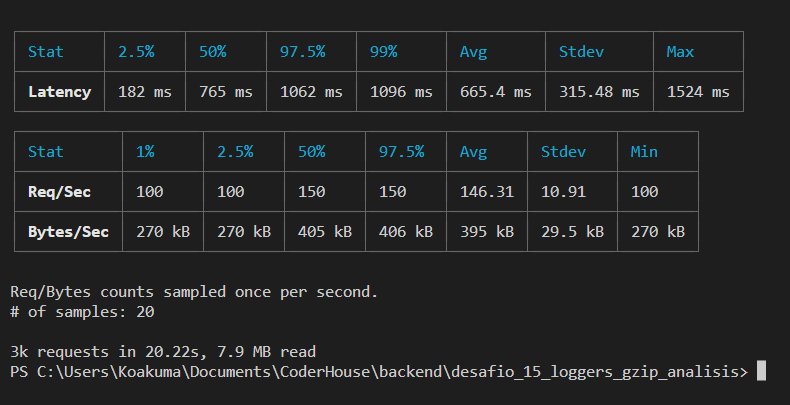 Stat 2.5% 50% 97.5% 99% Avg Stdev Max
Latency 182 ms 765 ms 1062 ms 1096 ms 665.4 ms 315.48 ms 1524 ms
Stat 1% 2.5% 50% 97.5% Avg Stdev Min
Req/Sec 100 100 150 150 146.31 10.91 100
Bytes/Sec 270 kB 270 kB 405 kB 406 kB 395 kB 29.5 kB 270 kB
Req/Bytes counts sampled once per second.
# of samples: 20
3k requests in 20.22s, 7.9 MB read
PS C:\Users\Koakuma\Documents\CoderHouse\backend\desafio_15_loggers_gzip_analisis>